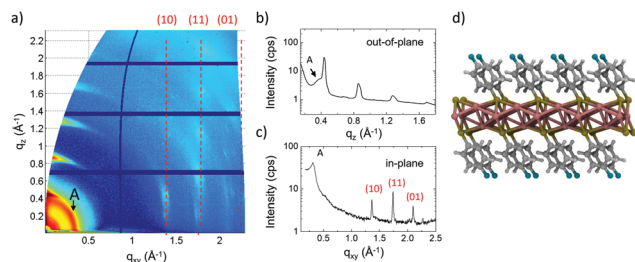 a)
(10) (11) (01)
2.2
2
1.8
1.6
1.4
1.2
1
0.8
0.6
0.4
0.2
qz (Å-1)
A
0.5 1 1.5 2
qxy (Å-1)
b)
out-of-plane
A
Intensity (cps)
100
10
1
0.4 0.8 1.2 1.6
qz (Å-1)
c)
in-plane
A
(10) (11) (01)
Intensity (cps)
100
10
1
0.5 1.0 1.5 2.0 2.5
qxy (Å-1)
d)